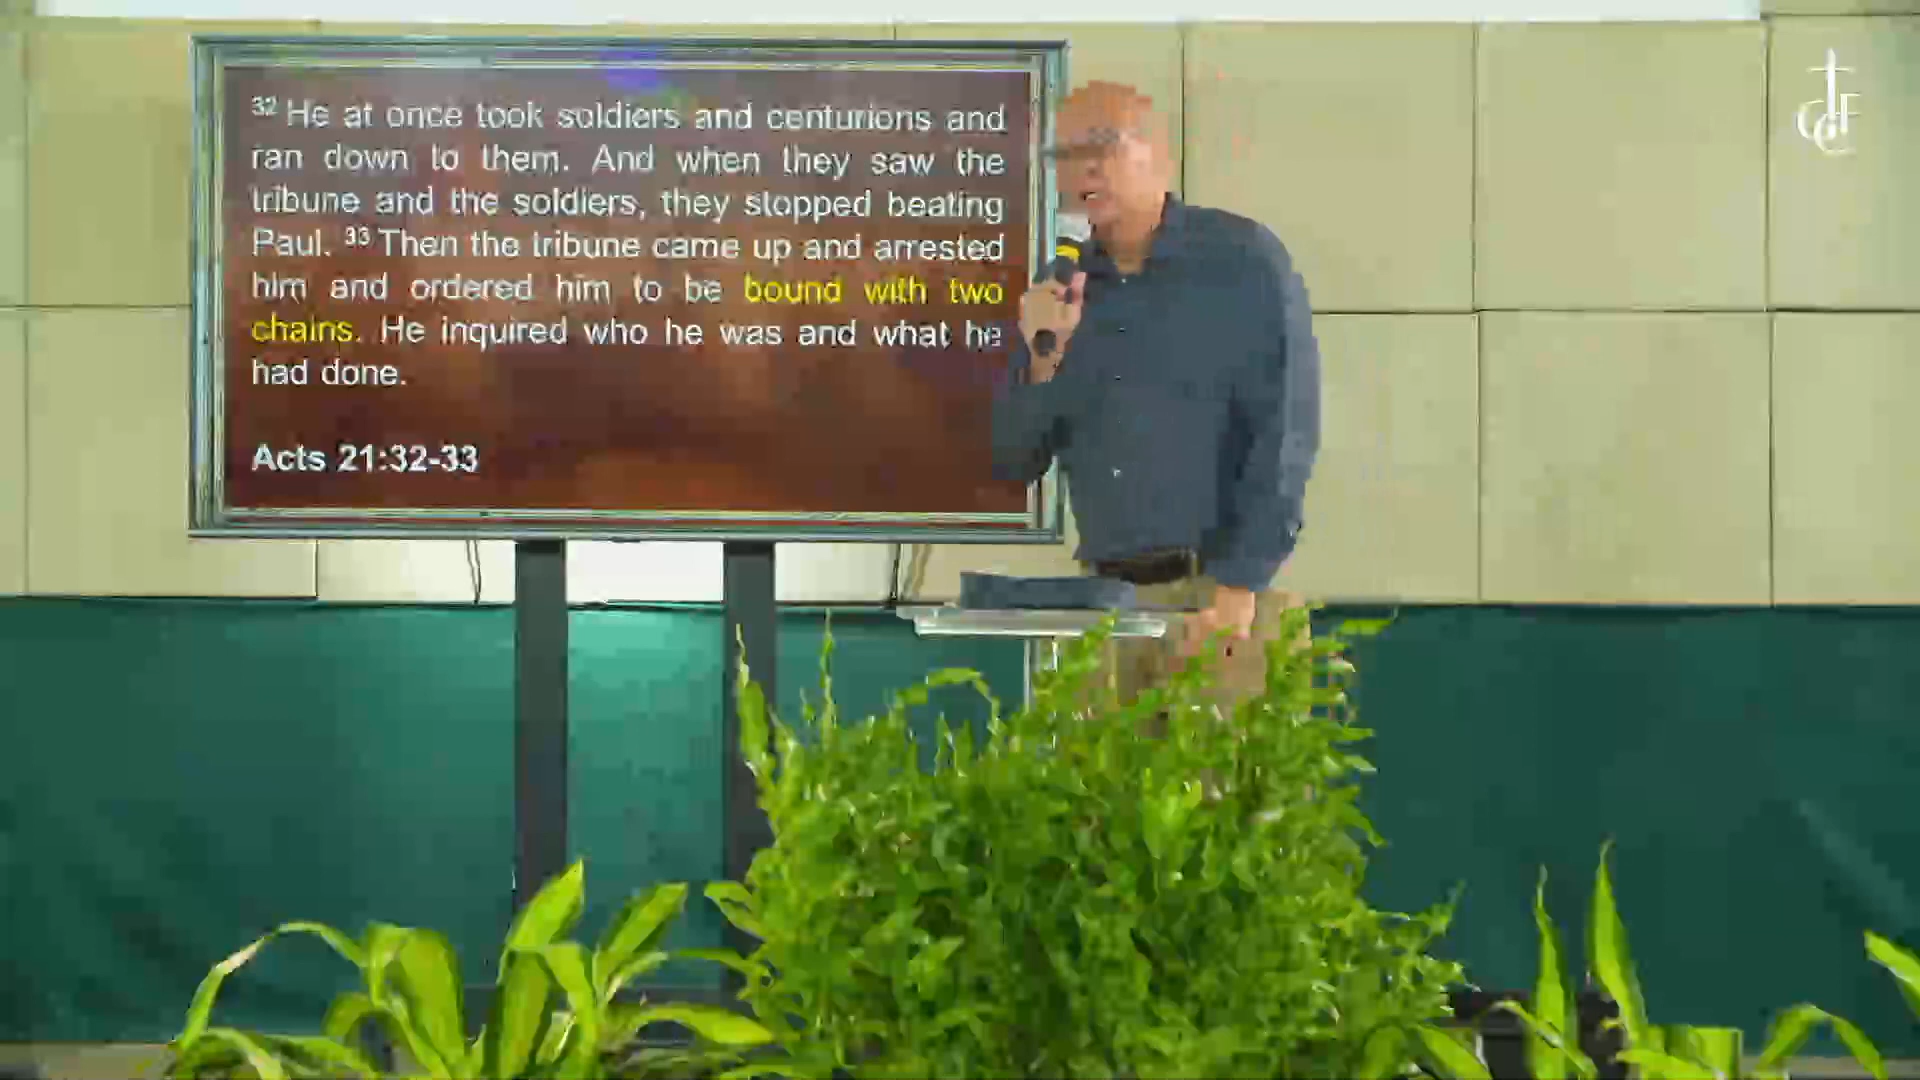 32 He at once took soldiers and centurions and
ran down to them. And when they saw the
tribune and the soldiers, they stopped beating
Paul. 33 Then the tribune came up and arrested
him and ordered him to be bound with two
chains. He inquired who he was and what he
had done.
Acts 21:32-33